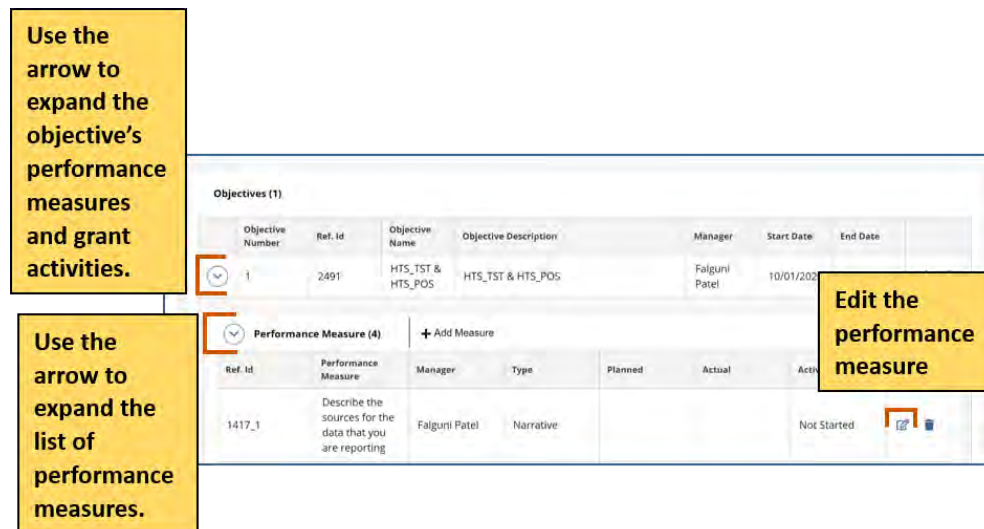 Use the
arrow to
expand the
objective's
performance
measures
and grant
activities.
Objectives (1)
Objective Number Ref. Id Objective Name Objective Description Manager Start Date End Date
1 2491 HTS_TST & HTS_POS HTS_TST & HTS_POS Falguni Patel 10/01/202
Edit the
performance
measure
Use the
arrow to
expand the
list of
performance
measures.
Performance Measure (4) + Add Measure
Ref. Id Performance Measure Manager Type Planned Actual
1417_1 Describe the sources for the data that you are reporting Falguni Patel Narrative Not Started